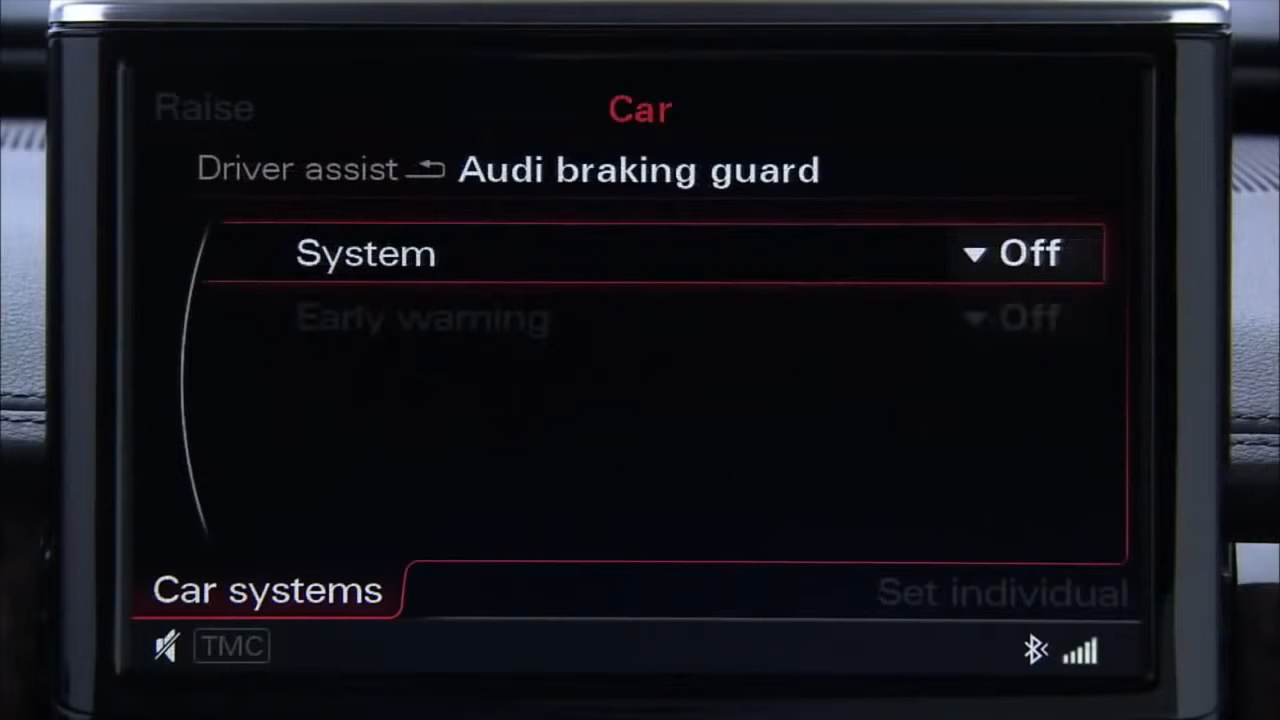 Raise
Car
Driver assist Audi braking guard
System Off
Early warning Off
Car systems
Set individual
TMC